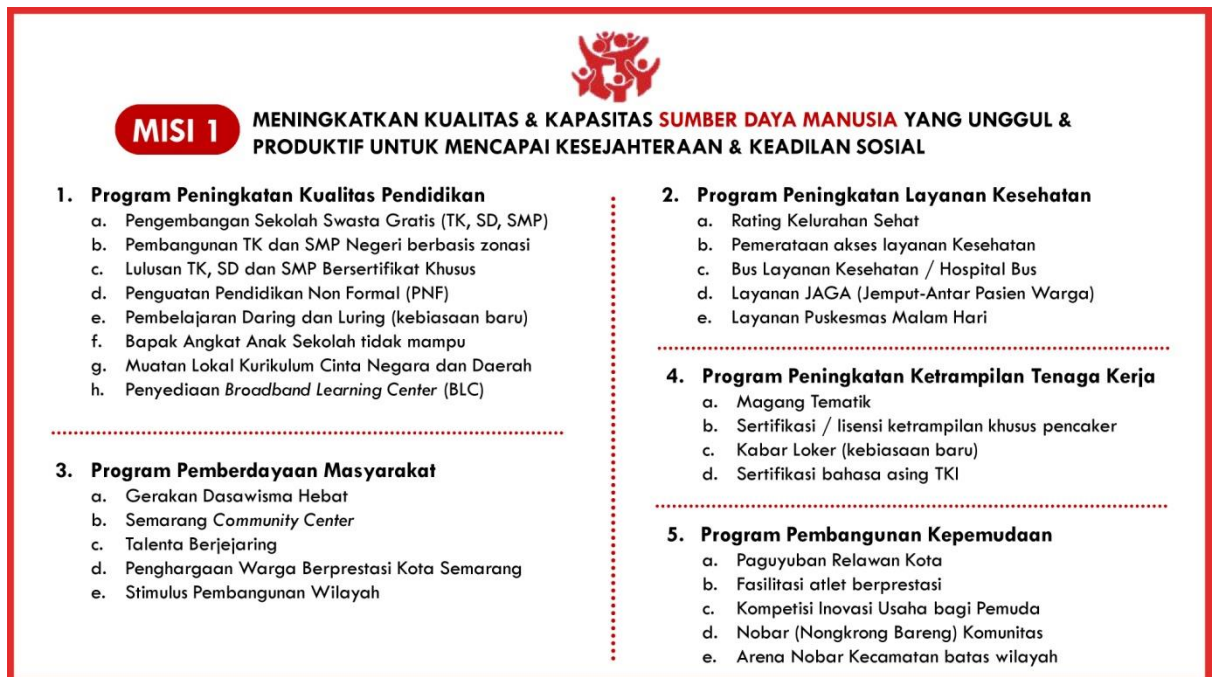 MISI 1
MENINGKATKAN KUALITAS & KAPASITAS SUMBER DAYA MANUSIA YANG UNGGUL &
PRODUKTIF UNTUK MENCAPAI KESEJAHTERAAN & KEADILAN SOSIAL
1. Program Peningkatan Kualitas Pendidikan
a. Pengembangan Sekolah Swasta Gratis (TK, SD, SMP)
b. Pembangunan TK dan SMP Negeri berbasis zonasi
c. Lulusan TK, SD dan SMP Bersertifikat Khusus
d. Penguatan Pendidikan Non Formal (PNF)
e. Pembelajaran Daring dan Luring (kebiasaan baru)
f. Bapak Angkat Anak Sekolah tidak mampu
g. Muatan Lokal Kurikulum Cinta Negara dan Daerah
h. Penyediaan Broadband Learning Center (BLC)
2. Program Peningkatan Layanan Kesehatan
a. Rating Kelurahan Sehat
b. Pemerataan akses layanan Kesehatan
c. Bus Layanan Kesehatan / Hospital Bus
d. Layanan JAGA (Jemput-Antar Pasien Warga)
e. Layanan Puskesmas Malam Hari
3. Program Pemberdayaan Masyarakat
a. Gerakan Dasawisma Hebat
b. Semarang Community Center
c. Talenta Berjejaring
d. Penghargaan Warga Berprestasi Kota Semarang
e. Stimulus Pembangunan Wilayah
4. Program Peningkatan Ketrampilan Tenaga Kerja
a. Magang Tematik
b. Sertifikasi / lisensi ketrampilan khusus pencaker
c. Kabar Loker (kebiasaan baru)
d. Sertifikasi bahasa asing TKI
5. Program Pembangunan Kepemudaan
a. Paguyuban Relawan Kota
b. Fasilitasi atlet berprestasi
c. Kompetisi Inovasi Usaha bagi Pemuda
d. Nobar (Nongkrong Bareng) Komunitas
e. Arena Nobar Kecamatan batas wilayah